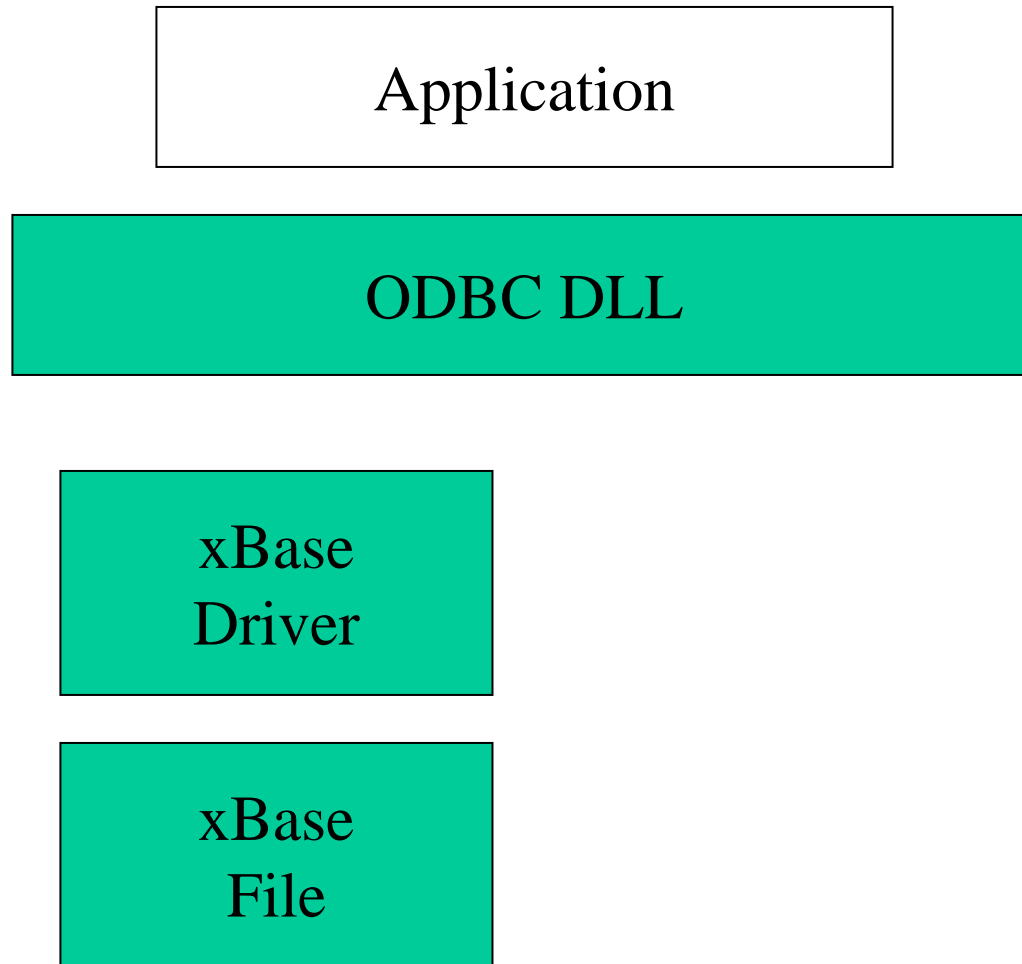 Application
ODBC DLL
xBase
Driver
xBase
File